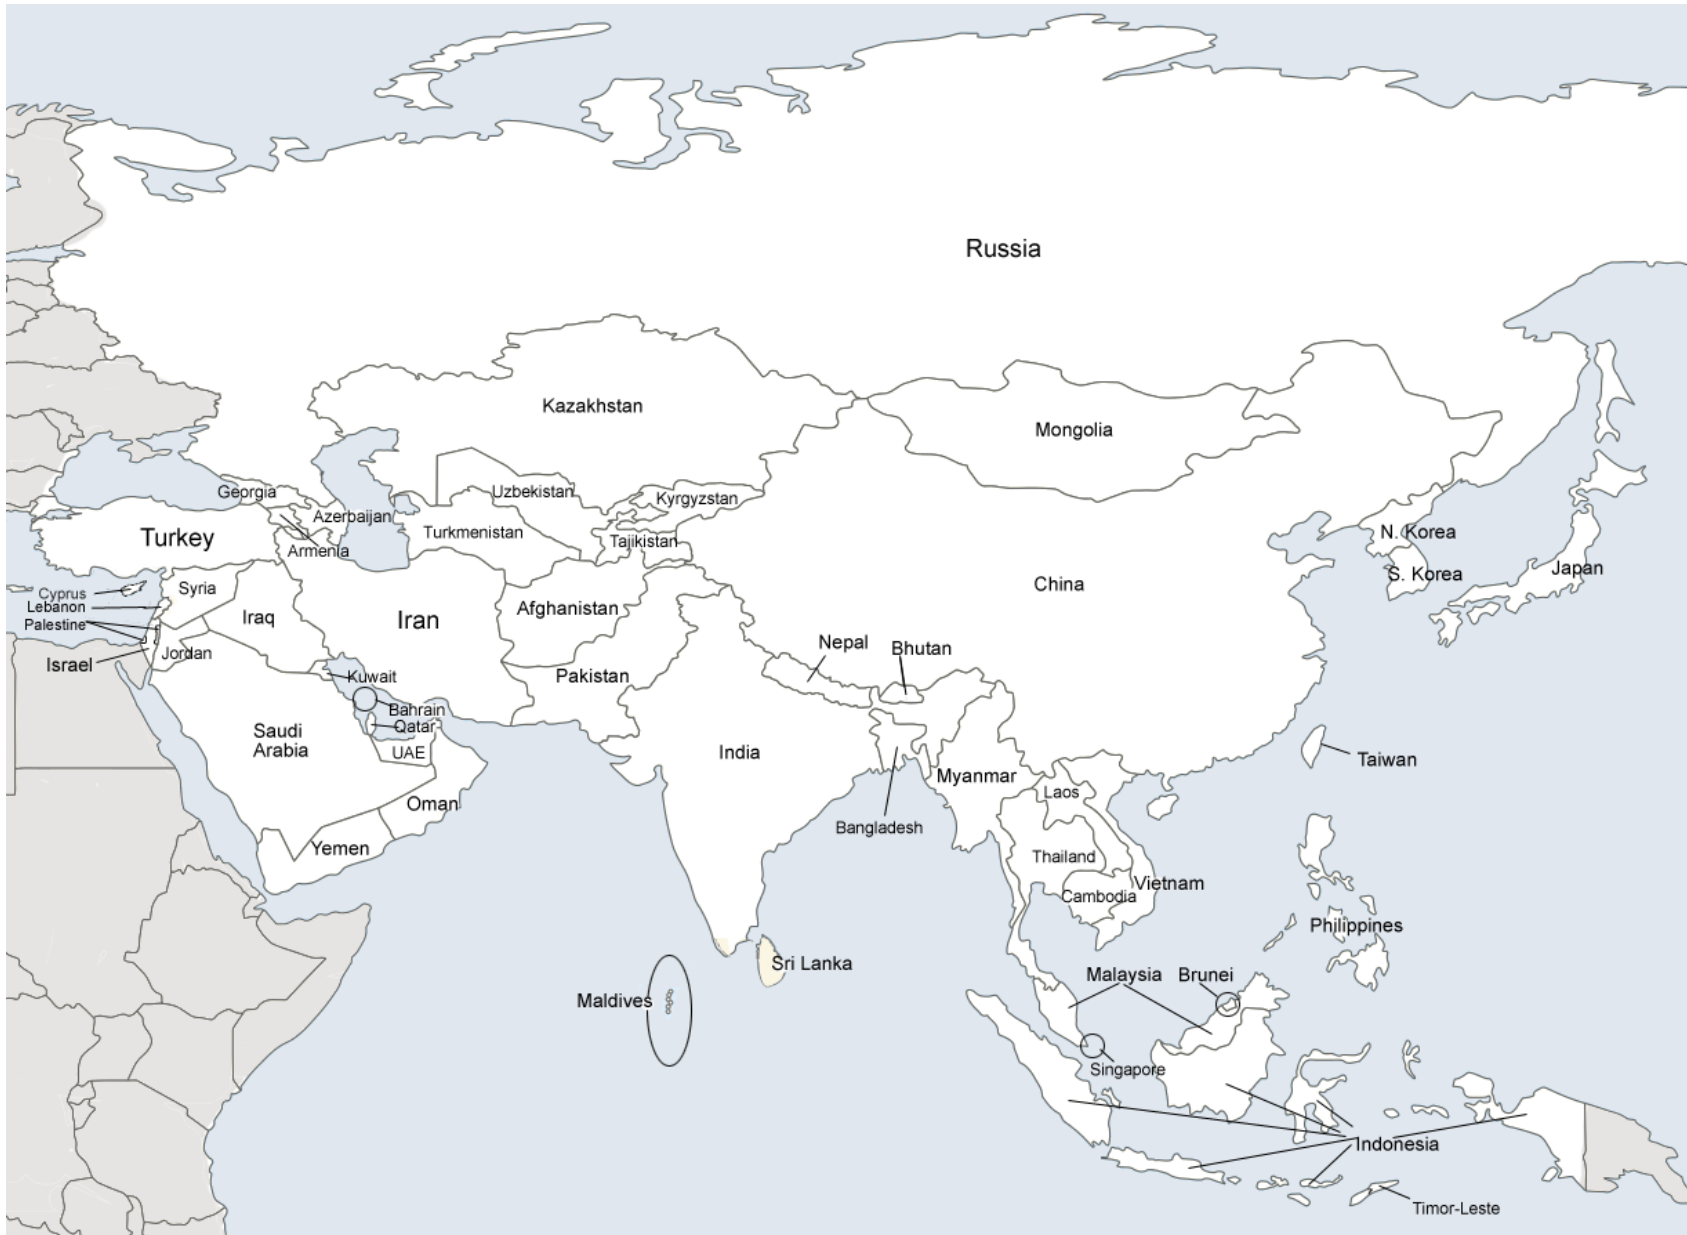 Russia
Kazakhstan
Mongolia
Georgia
Uzbekistan
Kyrgyzstan
Azerbaijan
Turkmenistan
Turkey
Armenia
Tajikistan
N. Korea
S. Korea
Japan
China
Cyprus
Syria
Lebanon
Palestine
Iraq
Iran
Afghanistan
Israel
Jordan
Nepal
Bhutan
Kuwait
Pakistan
Bahrain
Qatar
Saudi
Arabia
UAE
India
Taiwan
Myanmar
Laos
Oman
Bangladesh
Yemen
Thailand
Vietnam
Cambodia
Philippines
Sri Lanka
Malaysia
Brunei
Maldives
Singapore
Indonesia
Timor-Leste